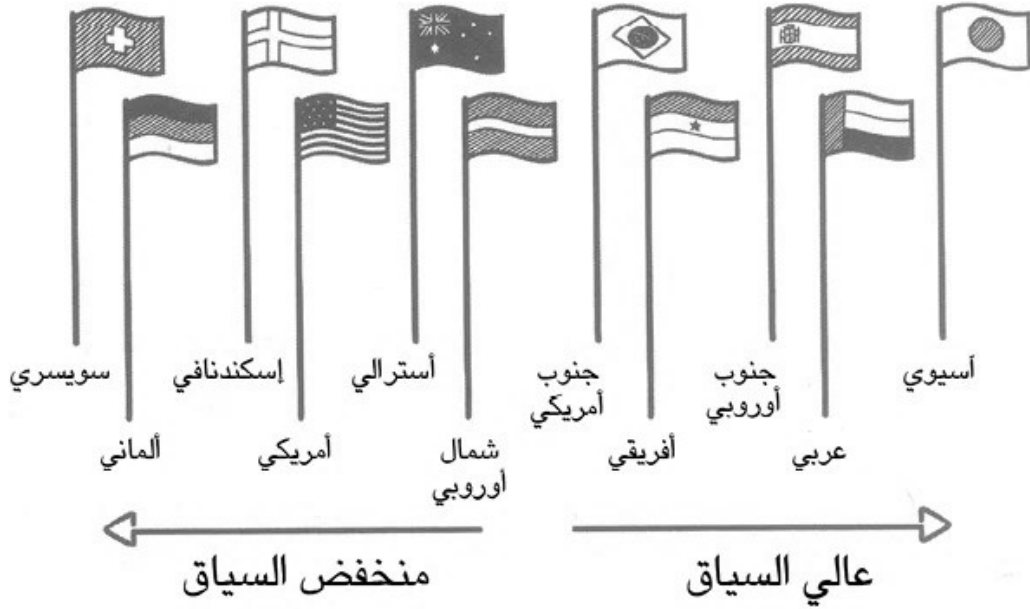 آسيوي
جنوب
أوروبي
جنوب
أمريكي
أسترالي
إسكندنافي
سويسري
عربي
أفريقي
شمال
أوروبي
أمريكي
ألماني
عالي السياق
منخفض السياق